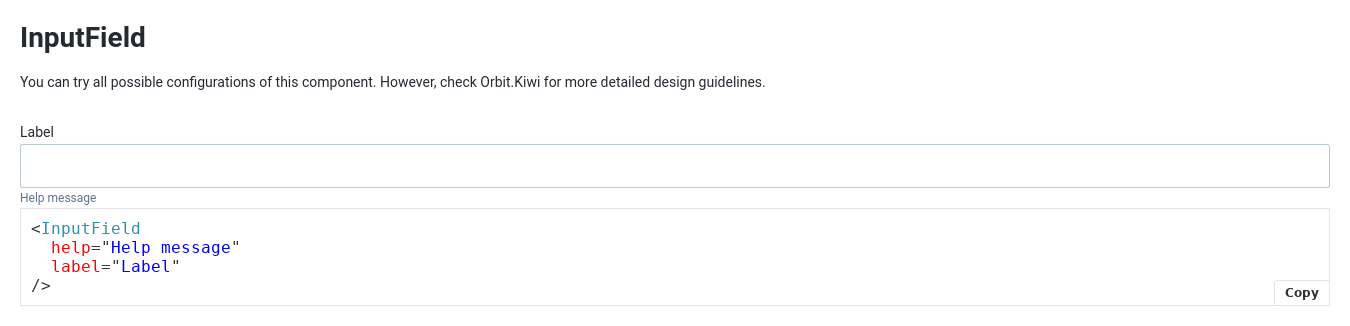 InputField
You can try all possible configurations of this component. However, check Orbit.Kiwi for more detailed design guidelines.
Label
Help message
<InputField
  help="Help message"
  label="Label"
/>
Copy